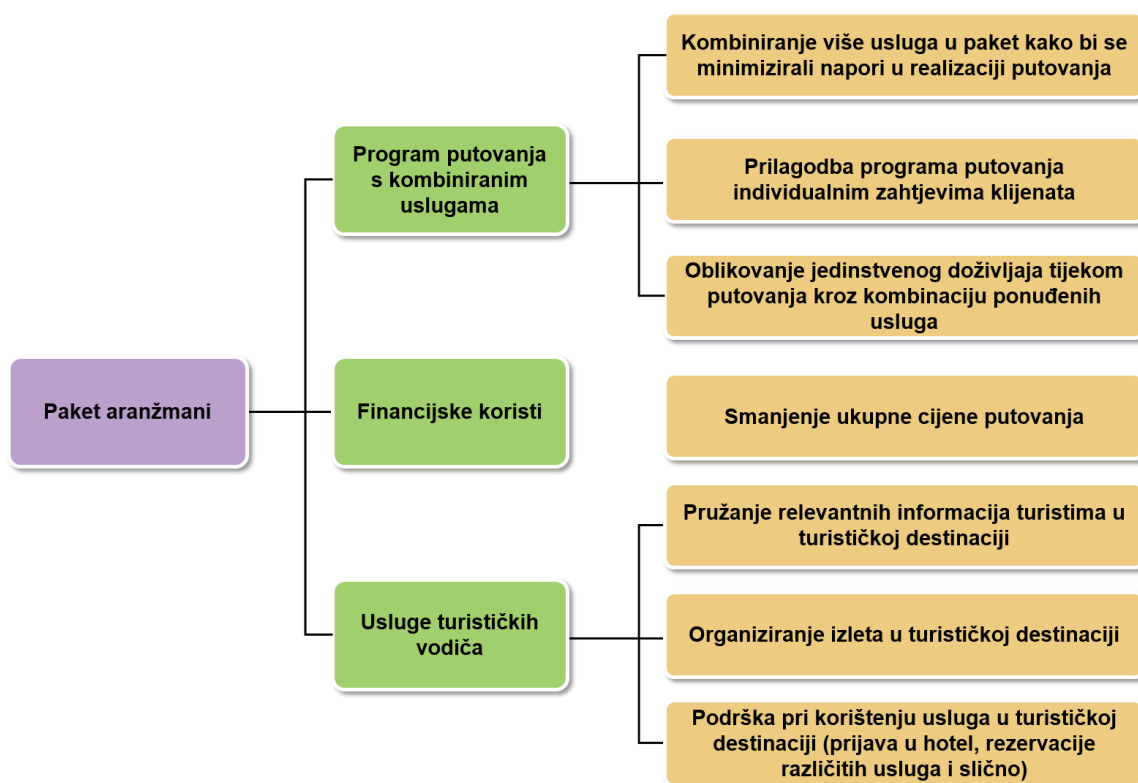 Kombiniranje više usluga u paket kako bi se
minimizirali napori u realizaciji putovanja
Program putovanja
s kombiniranim
uslugama
Prilagodba programa putovanja
individualnim zahtjevima klijenata
Oblikovanje jedinstvenog doživljaja tijekom
putovanja kroz kombinaciju ponuđenih
usluga
Paket aranžmani
Financijske koristi
Smanjenje ukupne cijene putovanja
Pružanje relevantnih informacija turistima u
turističkoj destinaciji
Usluge turističkih
vodiča
Organiziranje izleta u turističkoj destinaciji
Podrška pri korištenju usluga u turističkoj
destinaciji (prijava u hotel, rezervacije
različitih usluga i slično)